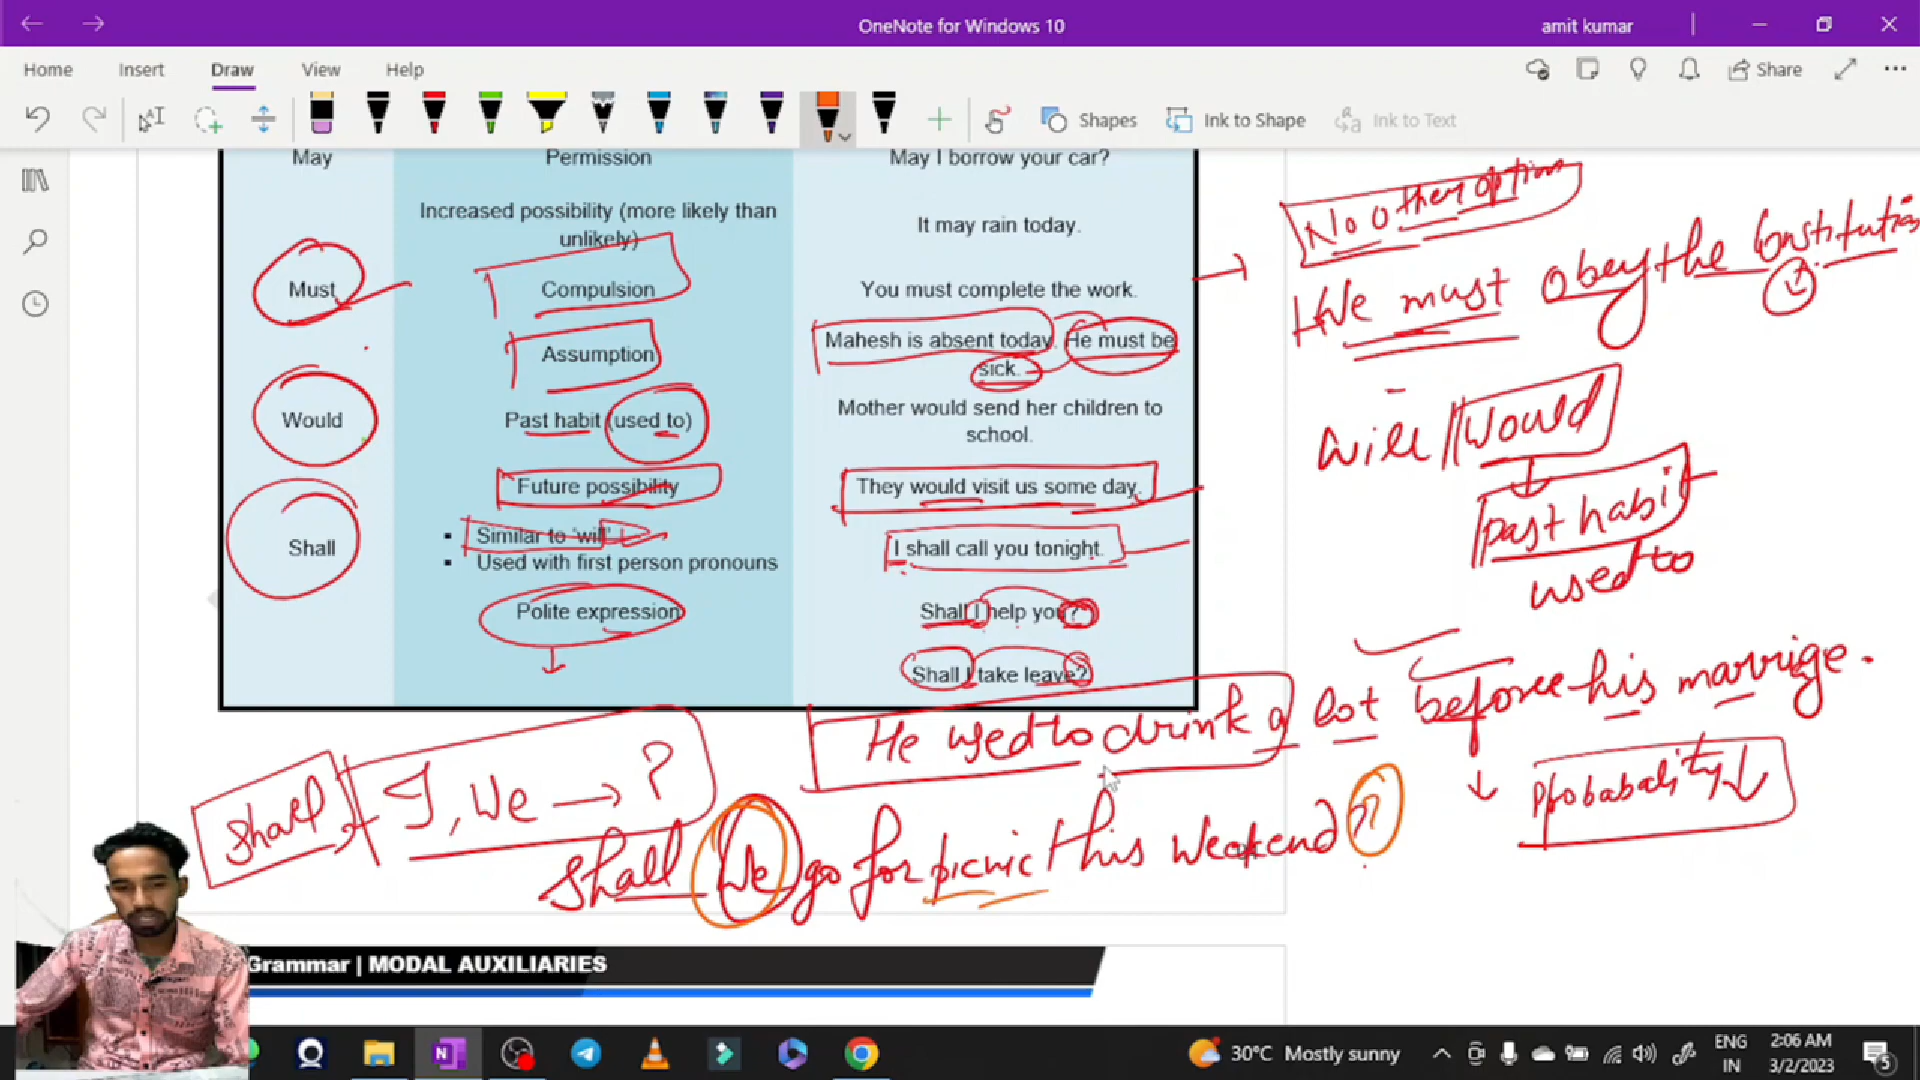 OneNote for Windows 10
amit kumar
Home Insert Draw View Help
Share
Shapes Ink to Shape Ink to Text
May Permission May I borrow your car?
Increased possibility (more likely than
unlikely)
It may rain today.
Must Compulsion You must complete the work.
Assumption Mahesh is absent today. He must be
sick.
Would Past habit (used to) Mother would send her children to
school.
Future possibility They would visit us some day.
Shall
▪ Similar to 'will'
▪ Used with first person pronouns
I shall call you tonight.
Polite expression Shall I help you?
Shall I take leave?
No other option
We must obey the Constitution
will / would
past habit
used to
He used to drink a lot before his marrige.
Probabality ↓
Shall I, We → ?
Shall We go for picnic this weekend ?
Grammar | MODAL AUXILIARIES
30°C Mostly sunny
ENG
IN
2:06 AM
3/2/2023
5